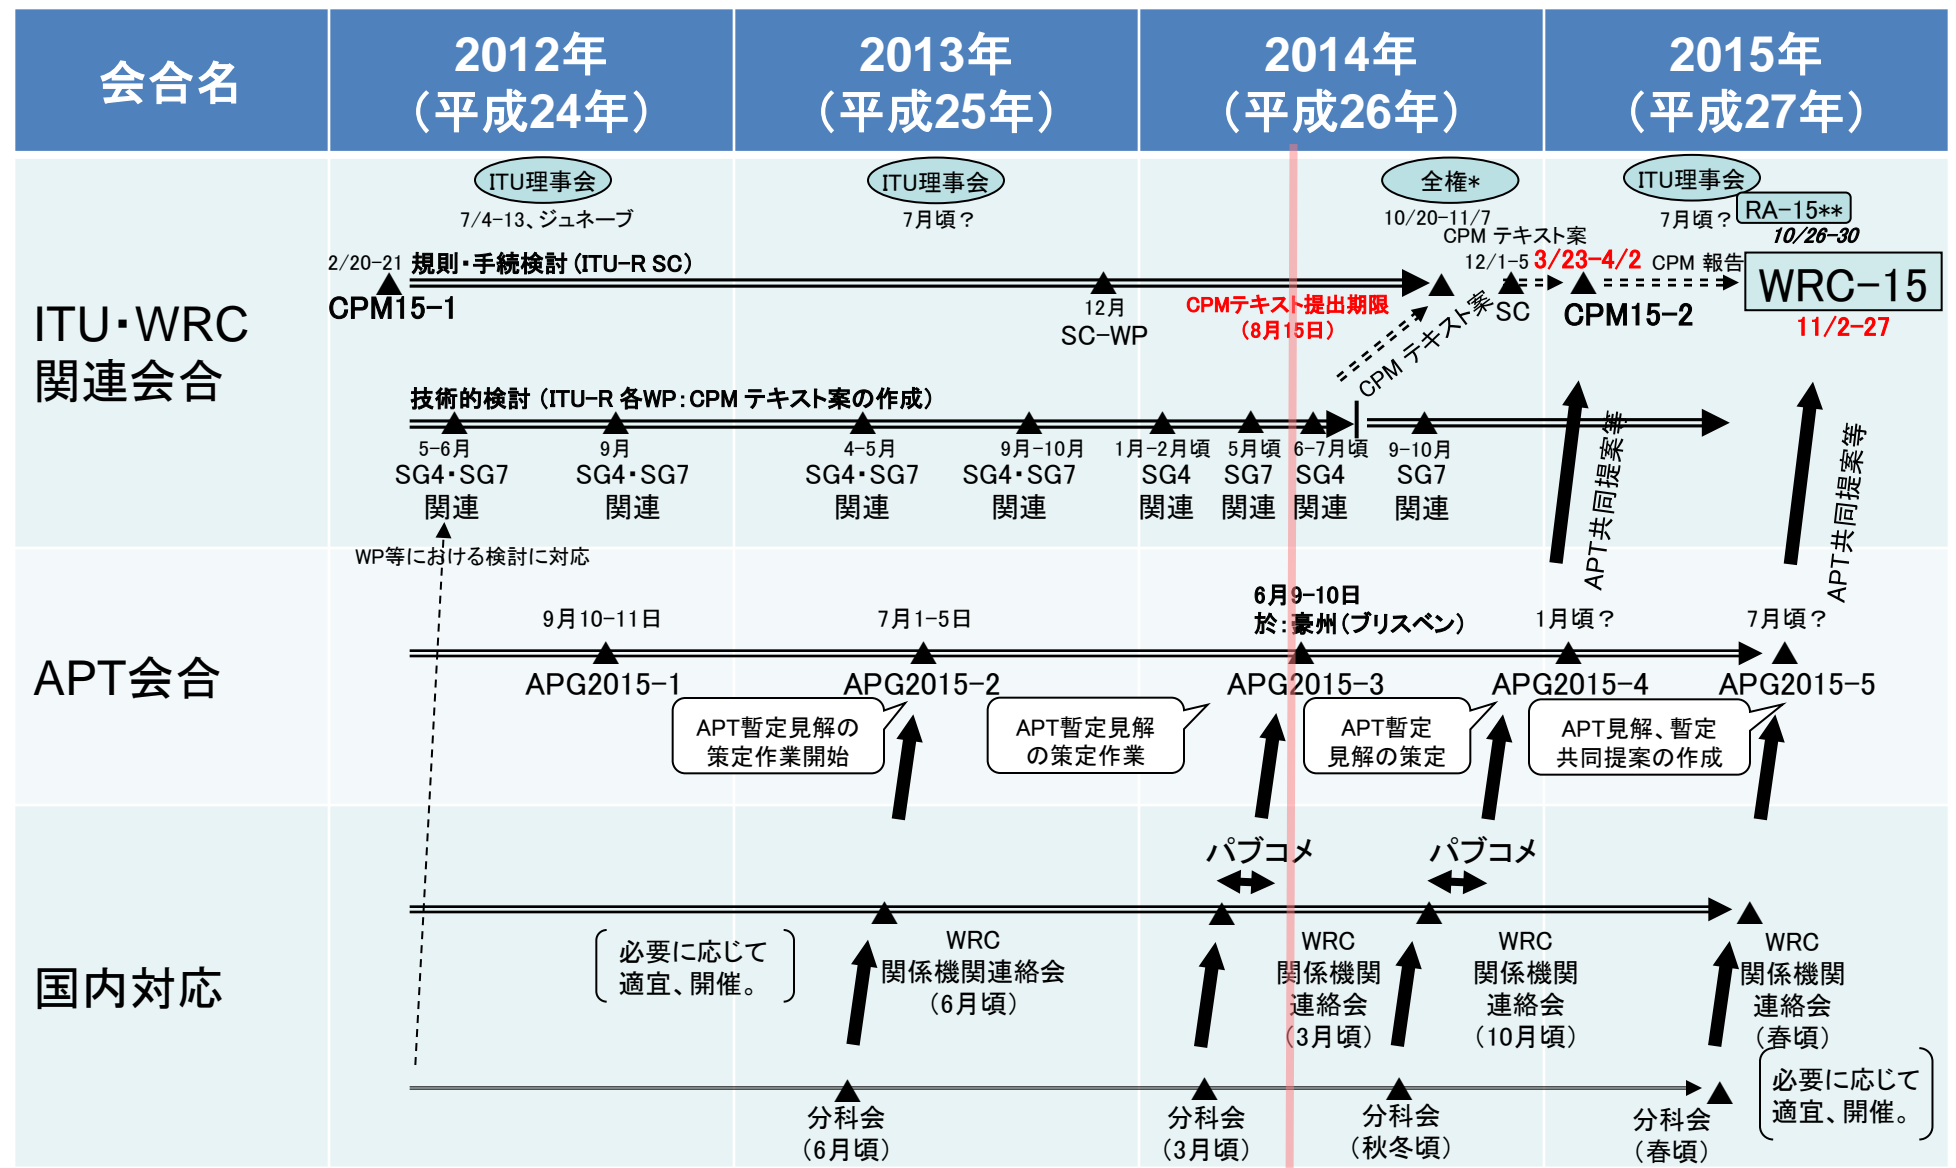 会合名
2012年
（平成24年）
2013年
（平成25年）
2014年
（平成26年）
2015年
（平成27年）
ITU・WRC
関連会合
ITU理事会
7/4-13、ジュネーブ
ITU理事会
7月頃？
全権*
10/20-11/7
ITU理事会
7月頃？
RA-15**
10/26-30
2/20-21
規則・手続検討（ITU-R SC）
CPM15-1
12月
SC-WP
CPMテキスト提出期限
（8月15日）
CPM テキスト案
CPM テキスト案
12/1-5
SC
3/23-4/2
CPM15-2
CPM 報告
WRC-15
11/2-27
技術的検討（ITU-R 各WP：CPM テキスト案の作成）
5-6月
SG4・SG7
関連
9月
SG4・SG7
関連
4-5月
SG4・SG7
関連
9月-10月
SG4・SG7
関連
1月-2月頃
SG4
関連
5月頃
SG7
関連
6-7月頃
SG4
関連
9-10月
SG7
関連
APT共同提案等
APT共同提案等
WP等における検討に対応
APT会合
9月10-11日
APG2015-1
7月1-5日
APG2015-2
6月9-10日
於：豪州（ブリスベン）
APG2015-3
1月頃？
APG2015-4
7月頃？
APG2015-5
APT暫定見解の
策定作業開始
APT暫定見解
の策定作業
APT暫定
見解の策定
APT見解、暫定
共同提案の作成
国内対応
パブコメ
パブコメ
必要に応じて
適宜、開催。
WRC
関係機関連絡会
（6月頃）
WRC
関係機関
連絡会
（3月頃）
WRC
関係機関
連絡会
（10月頃）
WRC
関係機関
連絡会
（春頃）
分科会
（6月頃）
分科会
（3月頃）
分科会
（秋冬頃）
分科会
（春頃）
必要に応じて
適宜、開催。